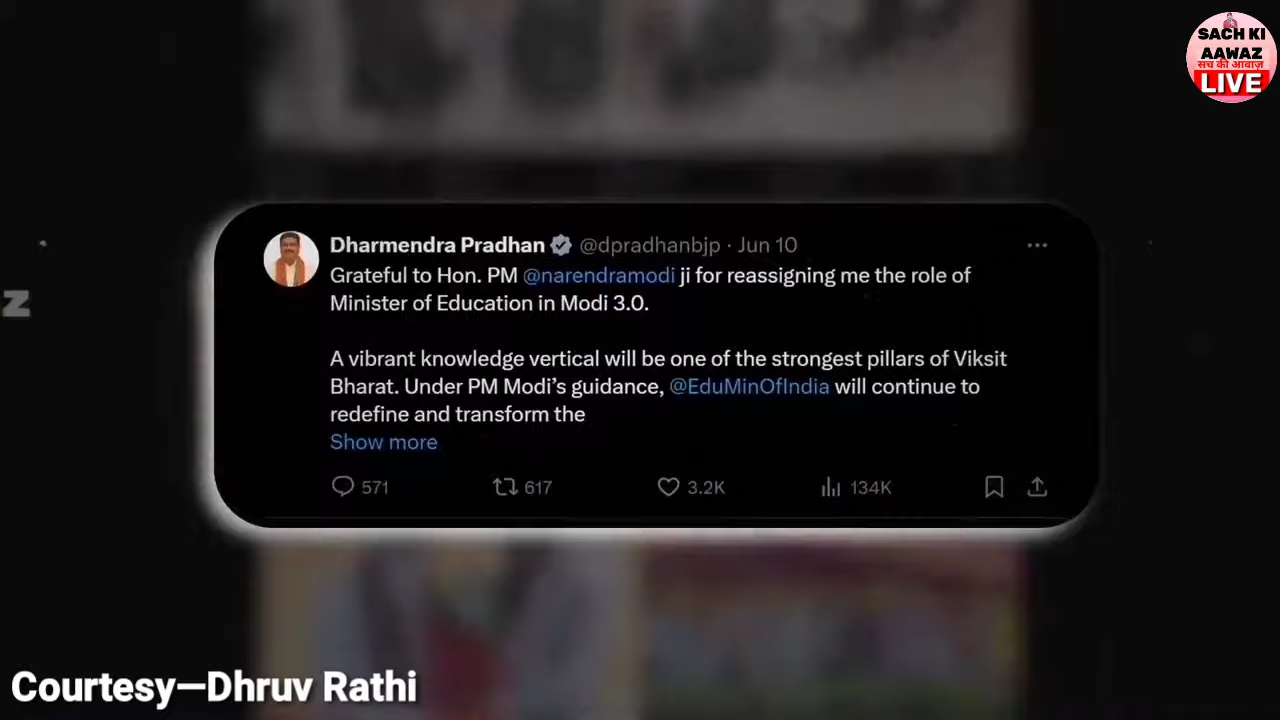 SACH KI
AAWAZ
सच की आवाज़
LIVE
Dharmendra Pradhan @dpradhanbjp · Jun 10
Grateful to Hon. PM @narendramodi ji for reassigning me the role of
Minister of Education in Modi 3.0.
A vibrant knowledge vertical will be one of the strongest pillars of Viksit
Bharat. Under PM Modi’s guidance, @EduMinOfIndia will continue to
redefine and transform the
Show more
571 617 3.2K 134K
Z
Courtesy—Dhruv Rathi